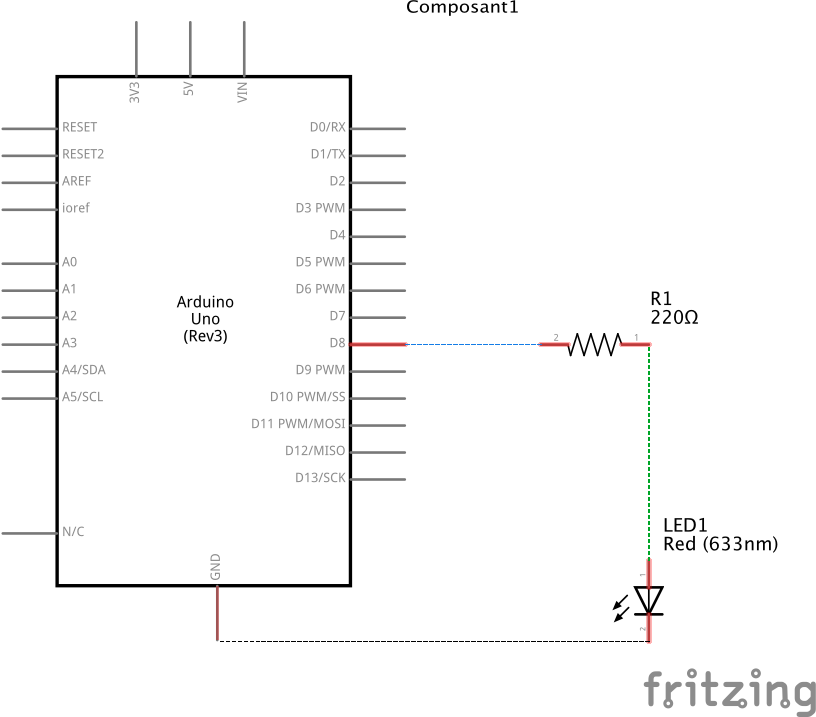 Composant1
3V3
5V
VIN
RESET
RESET2
AREF
ioref
A0
A1
A2
A3
A4/SDA
A5/SCL
N/C
Arduino
Uno
(Rev3)
D0/RX
D1/TX
D2
D3 PWM
D4
D5 PWM
D6 PWM
D7
D8
D9 PWM
D10 PWM/SS
D11 PWM/MOSI
D12/MISO
D13/SCK
GND
R1
220Ω
2
1
LED1
Red (633nm)
1
2
fritzing